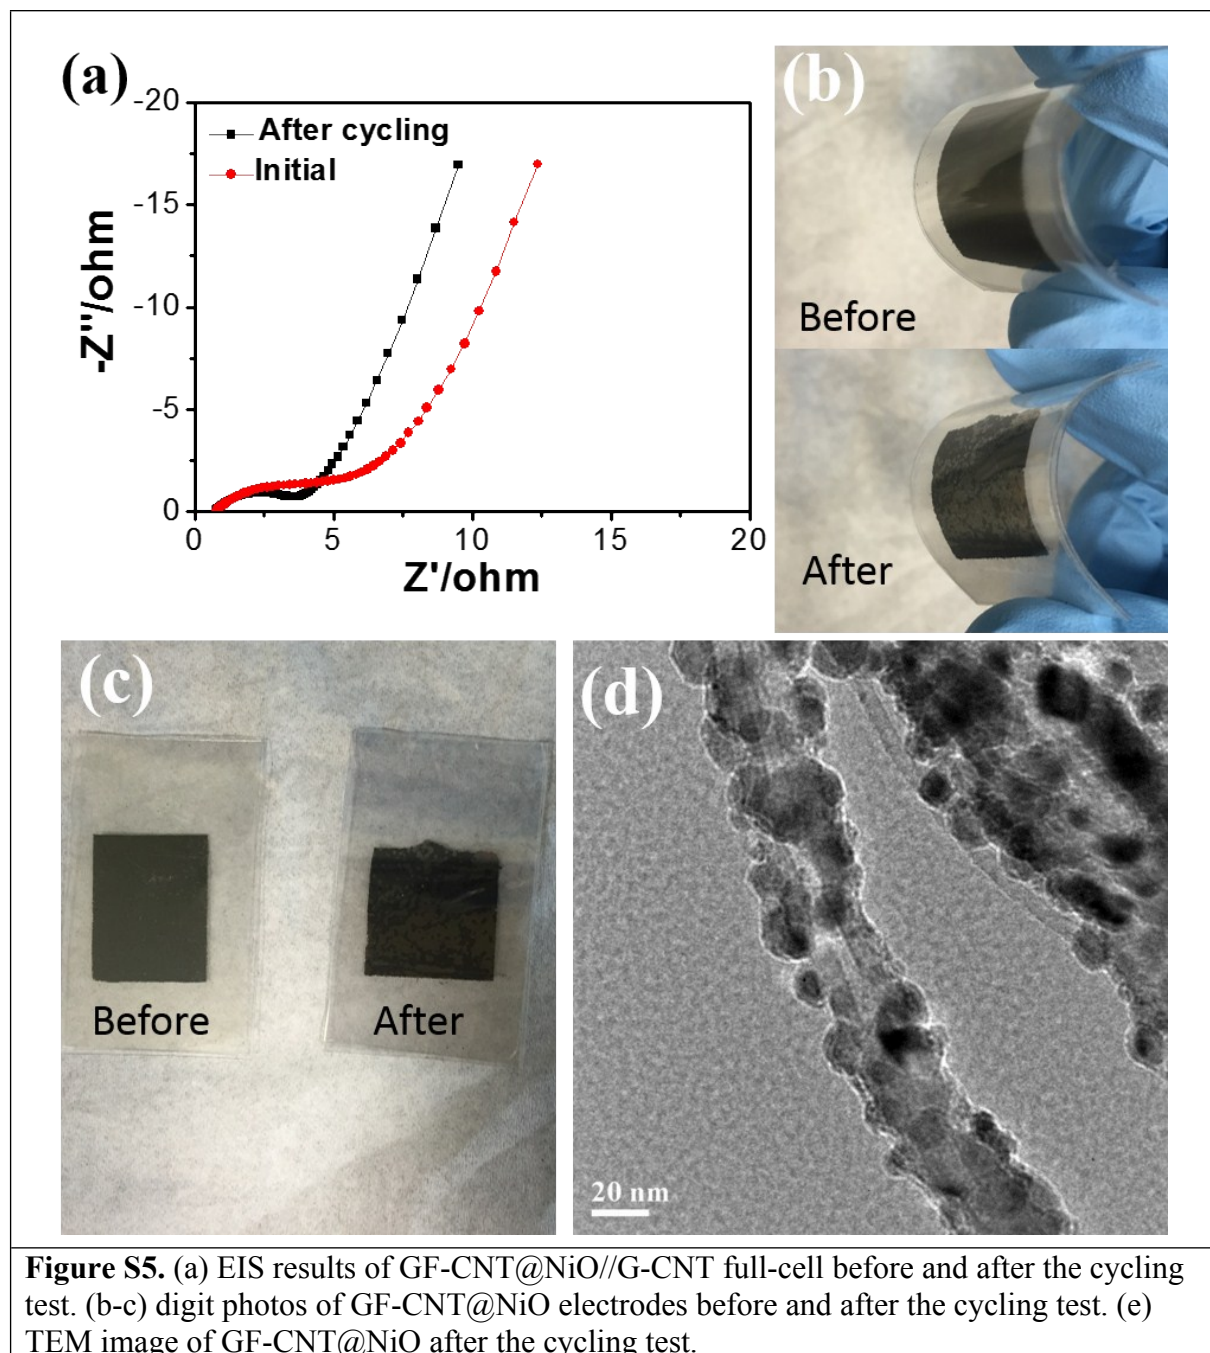 (a)
-20
-15
-10
-5
0
-Z''/ohm
After cycling
Initial
0 5 10 15 20
Z'/ohm
(b)
Before
After
(c)
Before
After
(d)
20 nm
Figure S5. (a) EIS results of GF-CNT@NiO//G-CNT full-cell before and after the cycling
test. (b-c) digit photos of GF-CNT@NiO electrodes before and after the cycling test. (e)
TEM image of GF-CNT@NiO after the cycling test.